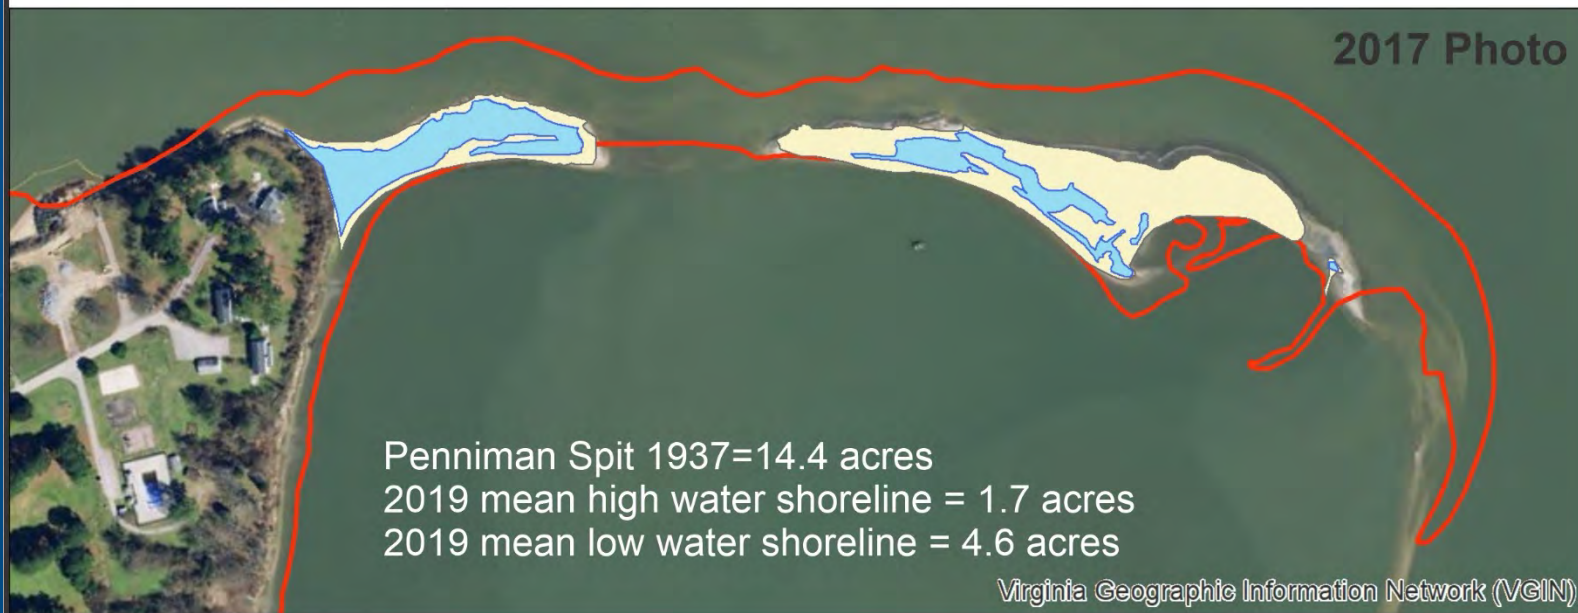 2017 Photo
Penniman Spit 1937=14.4 acres
2019 mean high water shoreline = 1.7 acres
2019 mean low water shoreline = 4.6 acres
Virginia Geographic Information Network (VGIN)